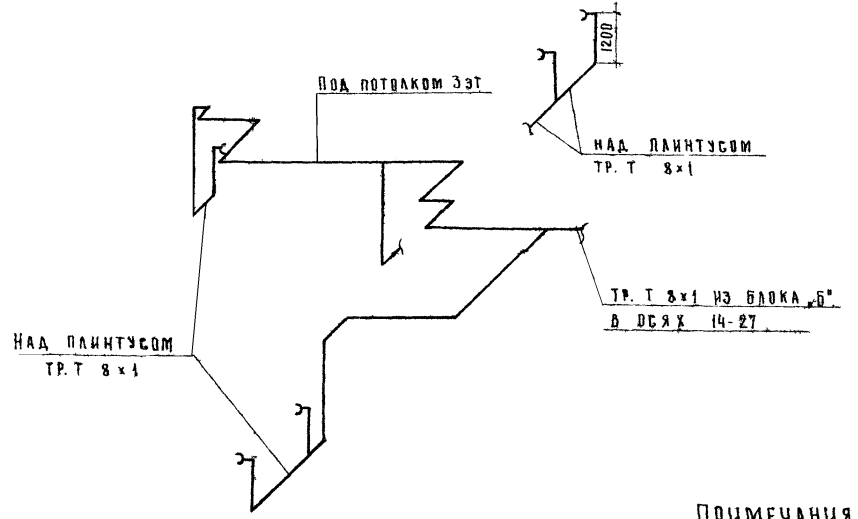 1200
Под потолком 3эт
над плинтусом
тр. т 8×1
тр. т 8×1 из блока „Б"
в осях 14-27
Над плинтусом
тр. т 8×1
Примечания